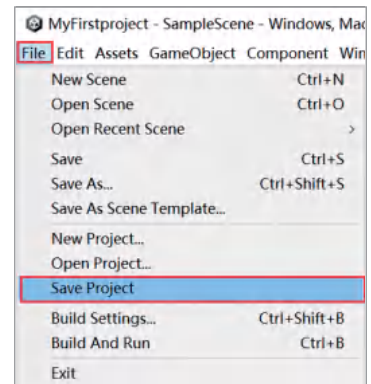 MyFirstproject - SampleScene - Windows, Mac
File Edit Assets GameObject Component Win
New Scene Ctrl+N
Open Scene Ctrl+O
Open Recent Scene >
Save Ctrl+S
Save As... Ctrl+Shift+S
Save As Scene Template...
New Project...
Open Project...
Save Project
Build Settings... Ctrl+Shift+B
Build And Run Ctrl+B
Exit